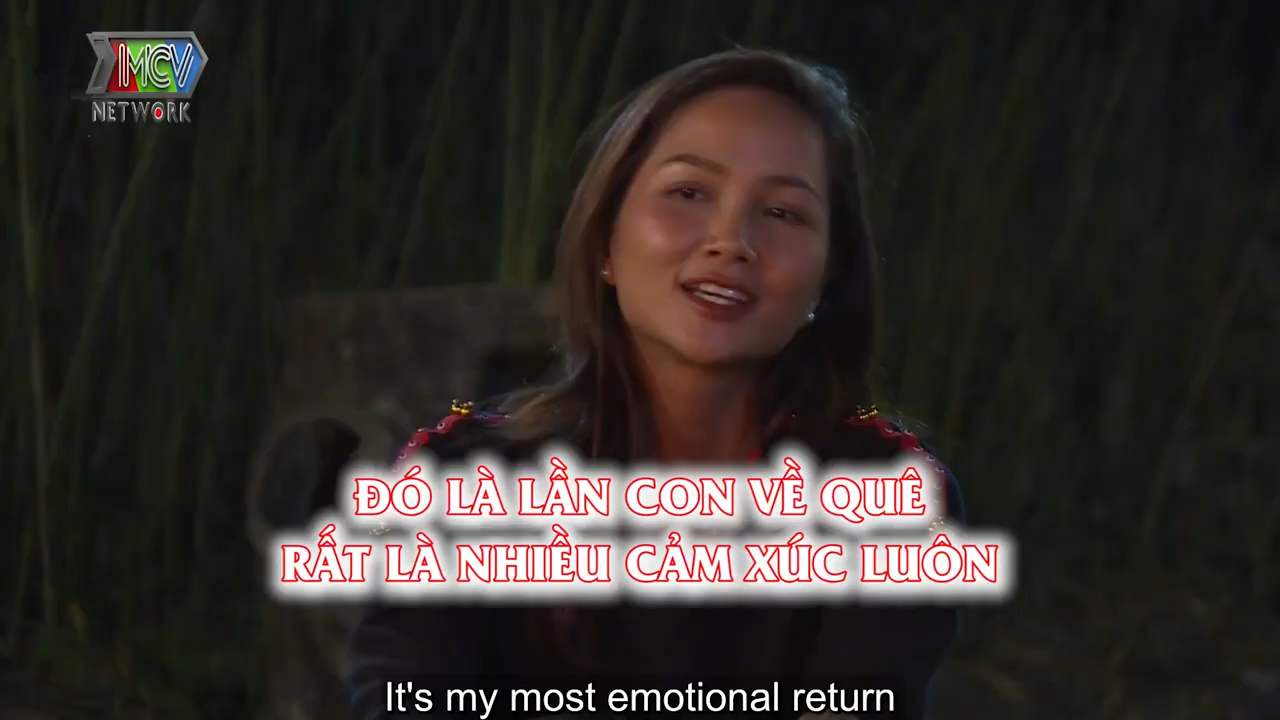 MCV
NETWORK
ĐÓ LÀ LẦN CON VỀ QUÊ
RẤT LÀ NHIỀU CẢM XÚC LUÔN
It's my most emotional return